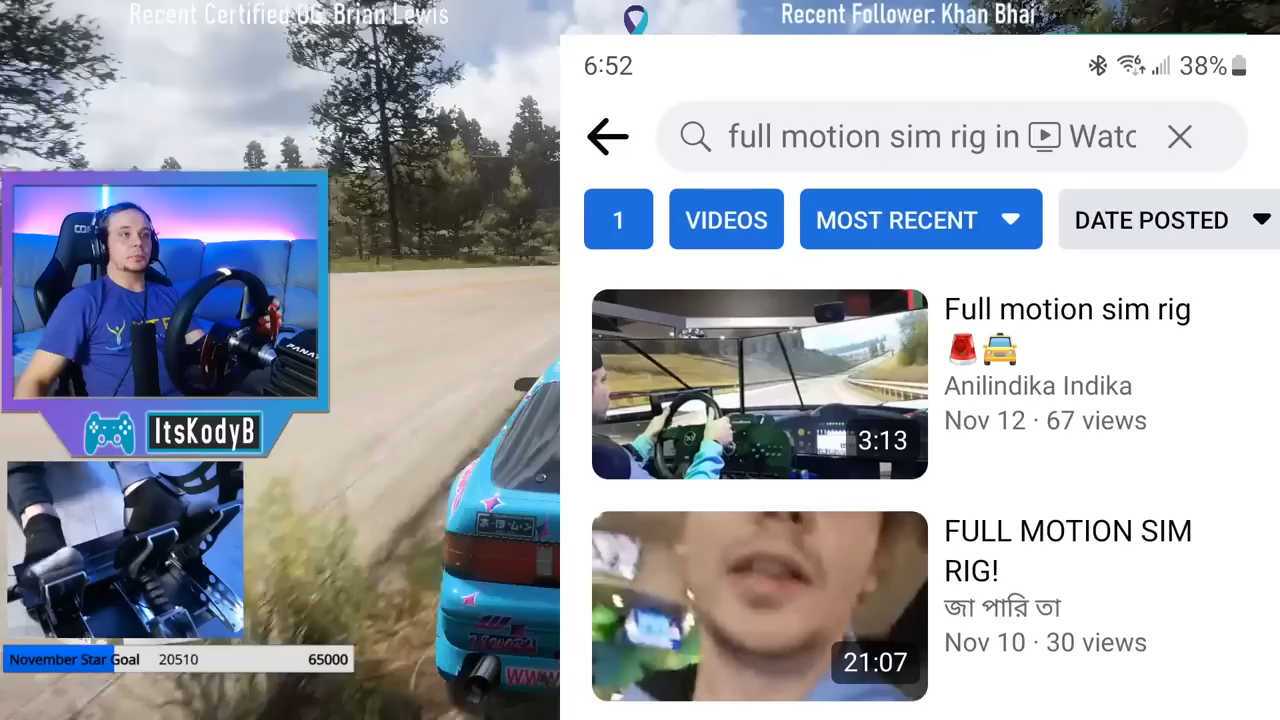 Recent Certified OG: Brian Lewis
Recent Follower: Khan Bhai
6:52
38%
full motion sim rig in Watc
1
VIDEOS
MOST RECENT
DATE POSTED
Full motion sim rig
Anilindika Indika
Nov 12 · 67 views
3:13
FULL MOTION SIM
RIG!
জা পারি তা
Nov 10 · 30 views
21:07
ItsKodyB
November Star Goal 20510 65000